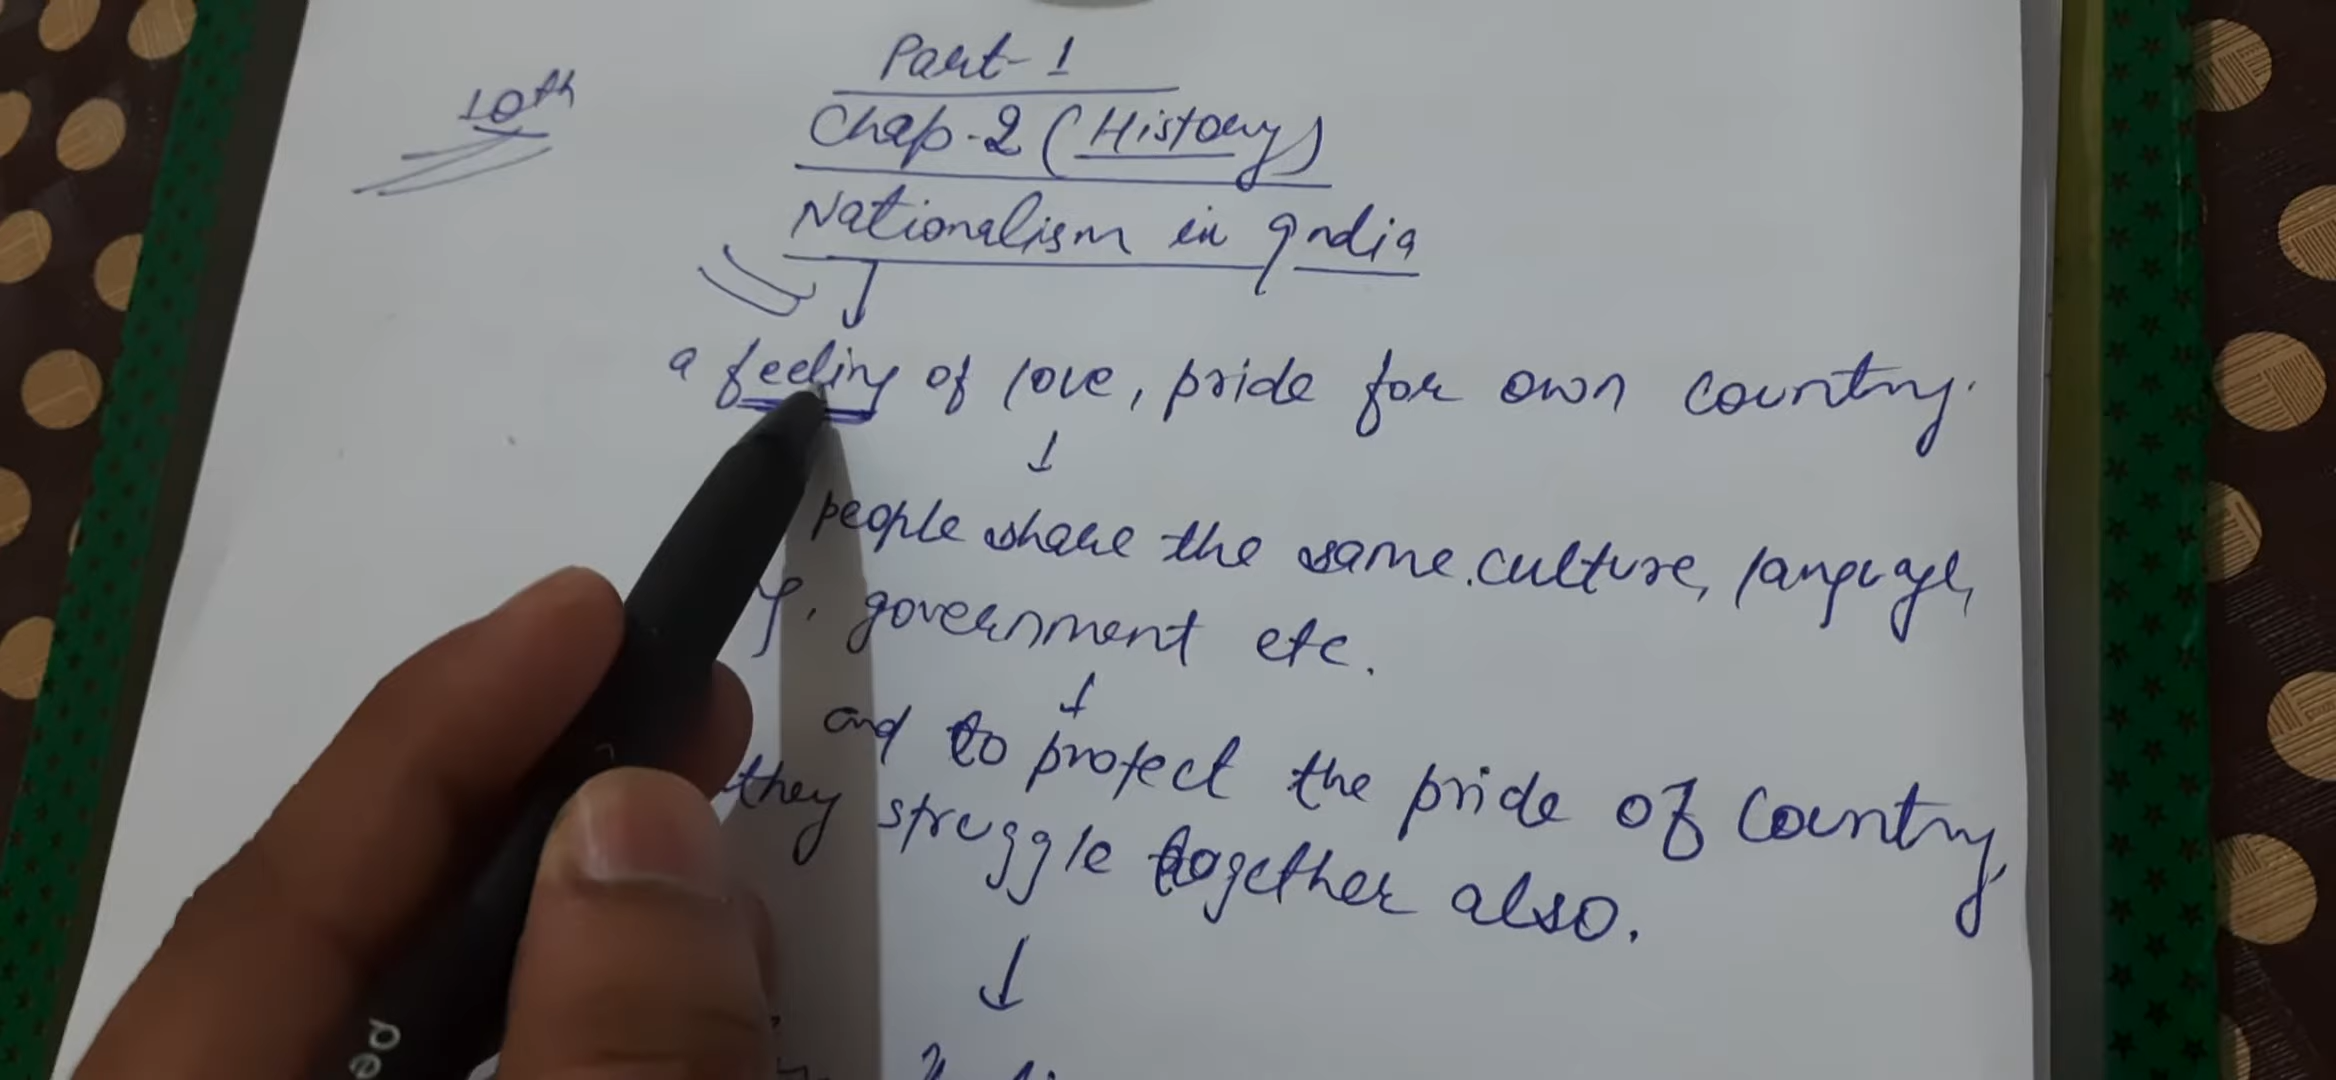 10th
Part-1
Chap-2 (History)
Nationalism in India
a feeling of love, pride for own country.
people share the same culture, language,
government etc.
and to protect the pride of country,
they struggle together also.
pe